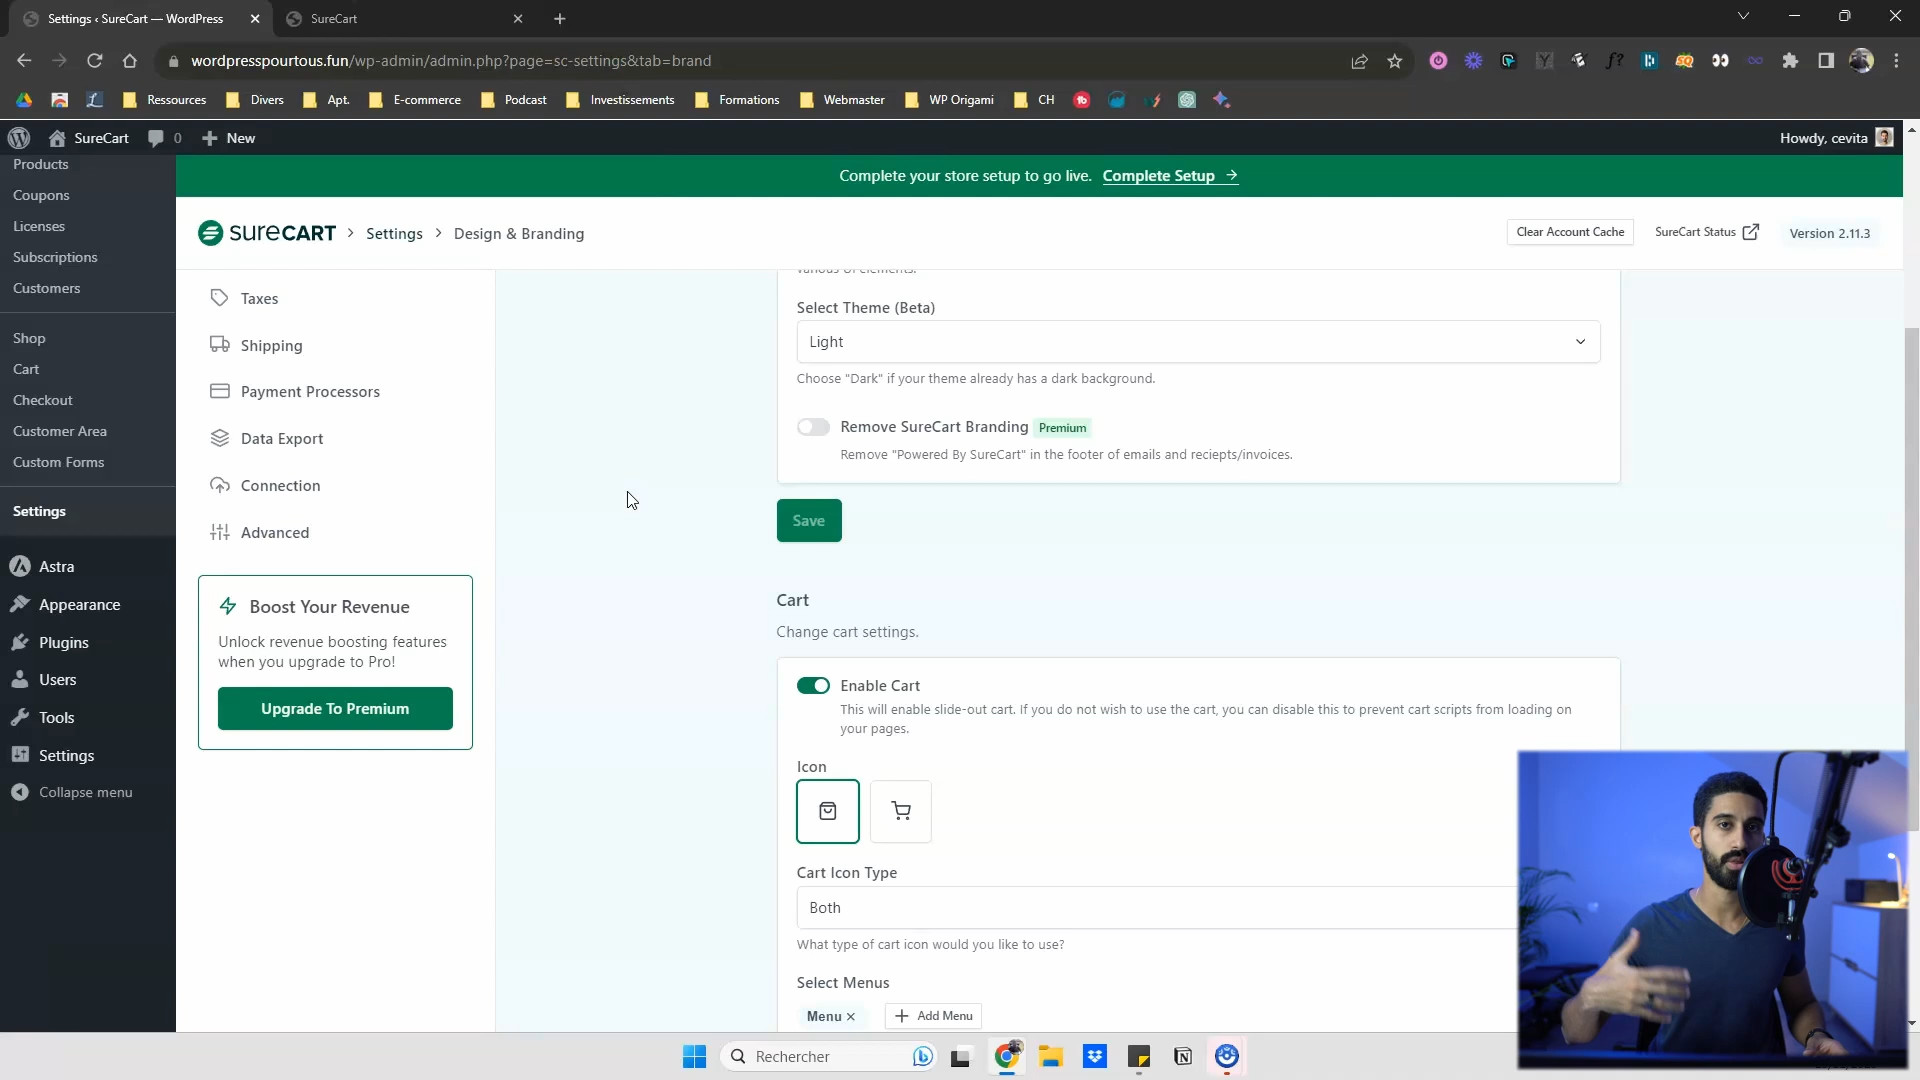 Settings ‹ SureCart — WordPress
SureCart
wordpresspourtous.fun/wp-admin/admin.php?page=sc-settings&tab=brand
Ressources
Divers
Apt.
E-commerce
Podcast
Investissements
Formations
Webmaster
WP Origami
CH
SureCart
0
New
Howdy, cevita
Products
Coupons
Licenses
Subscriptions
Customers
Shop
Cart
Checkout
Customer Area
Custom Forms
Settings
Astra
Appearance
Plugins
Users
Tools
Settings
Collapse menu
Complete your store setup to go live. Complete Setup →
SURECART
Settings
Design & Branding
Clear Account Cache
SureCart Status
Version 2.11.3
Taxes
Shipping
Payment Processors
Data Export
Connection
Advanced
Boost Your Revenue
Unlock revenue boosting features
when you upgrade to Pro!
Upgrade To Premium
various UI elements.
Select Theme (Beta)
Light
Choose "Dark" if your theme already has a dark background.
Remove SureCart Branding Premium
Remove "Powered By SureCart" in the footer of emails and reciepts/invoices.
Save
Cart
Change cart settings.
Enable Cart
This will enable slide-out cart. If you do not wish to use the cart, you can disable this to prevent cart scripts from loading on
your pages.
Icon
Cart Icon Type
Both
What type of cart icon would you like to use?
Select Menus
Menu ×
+ Add Menu
Rechercher